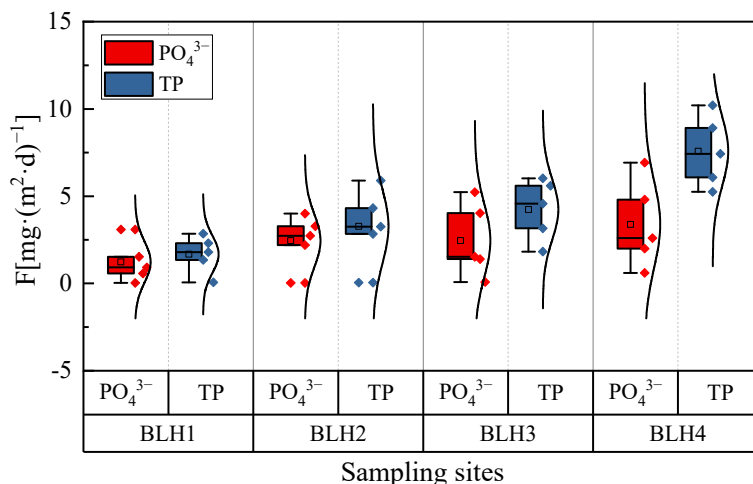 F[mg·(m²·d)⁻¹]
15
10
5
0
-5
PO₄³⁻
TP
PO₄³⁻ TP PO₄³⁻ TP PO₄³⁻ TP PO₄³⁻ TP
BLH1 BLH2 BLH3 BLH4
Sampling sites